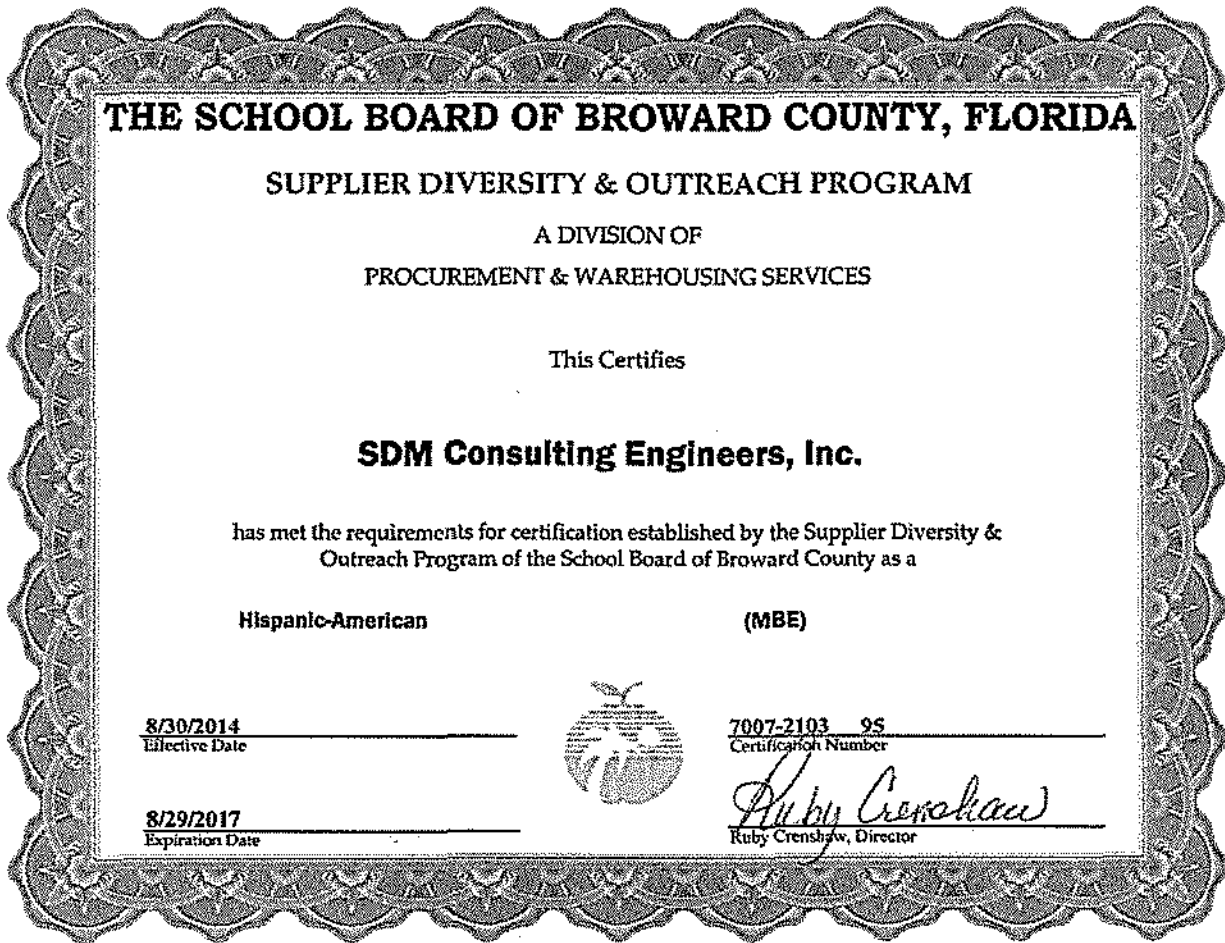 THE SCHOOL BOARD OF BROWARD COUNTY, FLORIDA
SUPPLIER DIVERSITY & OUTREACH PROGRAM
A DIVISION OF
PROCUREMENT & WAREHOUSING SERVICES
This Certifies
SDM Consulting Engineers, Inc.
has met the requirements for certification established by the Supplier Diversity &
Outreach Program of the School Board of Broward County as a
Hispanic-American (MBE)
8/30/2014
Effective Date
7007-2103 95
Certification Number
Ruby Crenshaw
8/29/2017
Expiration Date
Ruby Crenshaw, Director